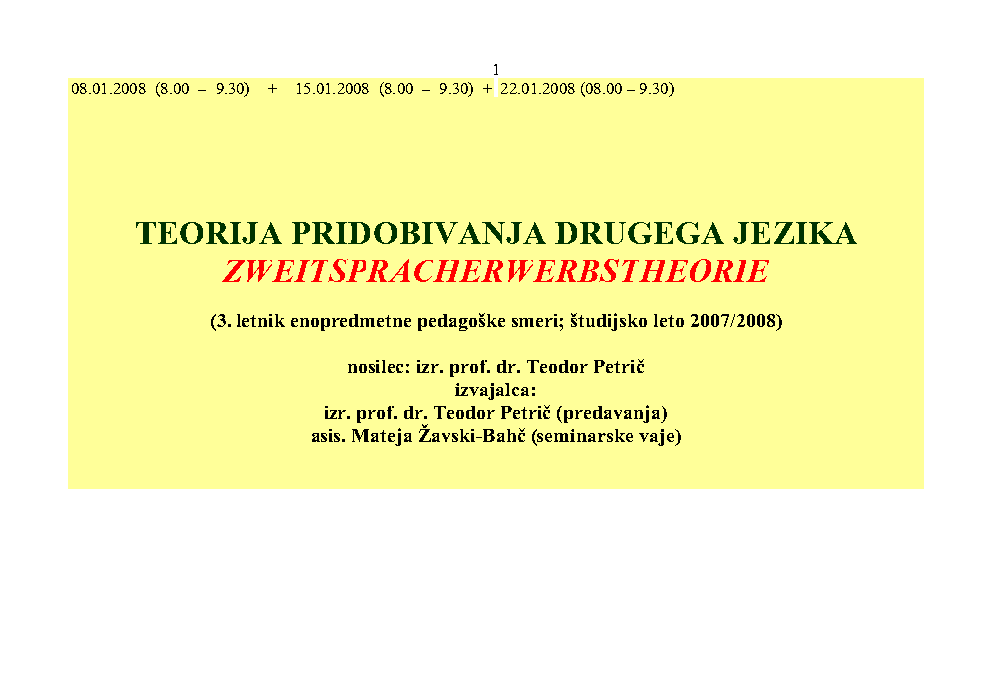 1
08.01.2008 (8.00 – 9.30) + 15.01.2008 (8.00 – 9.30) + 22.01.2008 (08.00 – 9.30)
TEORIJA PRIDOBIVANJA DRUGEGA JEZIKA
ZWEITSPRACHERWERBSTHEORIE
(3. letnik enopredmetne pedagoške smeri; študijsko leto 2007/2008)
nosilec: izr. prof. dr. Teodor Petrič
izvajalca:
izr. prof. dr. Teodor Petrič (predavanja)
asis. Mateja Žavski-Bahč (seminarske vaje)